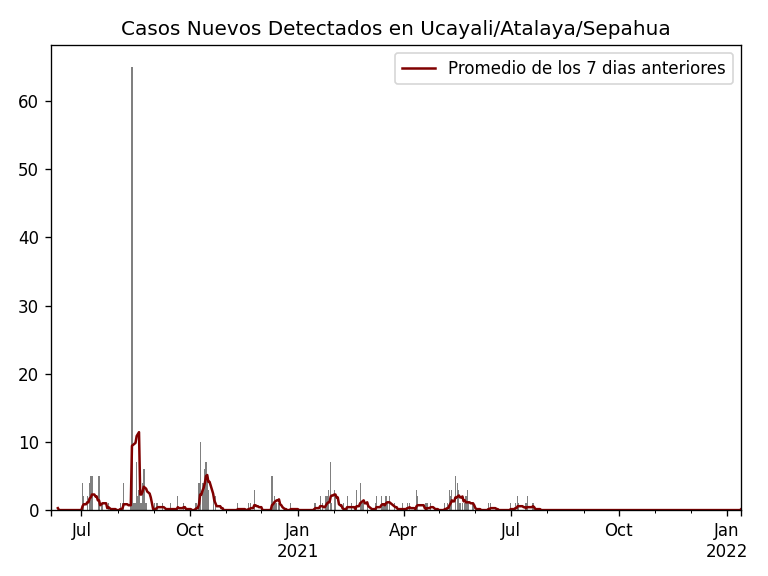 Casos Nuevos Detectados en Ucayali/Atalaya/Sepahua
Promedio de los 7 dias anteriores
60
50
40
30
20
10
0
Jul Oct Jan Apr Jul Oct Jan
2021 2022